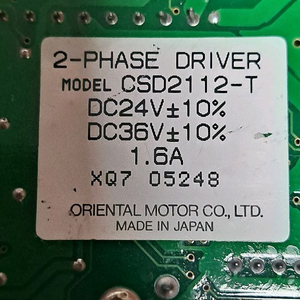 2-PHASE DRIVER
MODEL CSD2112-T
DC24V±10%
DC36V±10%
1.6A
XQ7 05248
ORIENTAL MOTOR CO., LTD.
MADE IN JAPAN